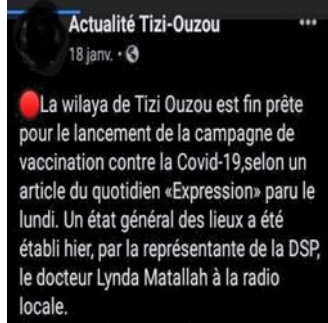 Actualité Tizi-Ouzou
18 janv. •
🔴La wilaya de Tizi Ouzou est fin prête
pour le lancement de la campagne de
vaccination contre la Covid-19,selon un
article du quotidien «Expression» paru le
lundi. Un état général des lieux a été
établi hier, par la représentante de la DSP,
le docteur Lynda Matallah à la radio
locale.